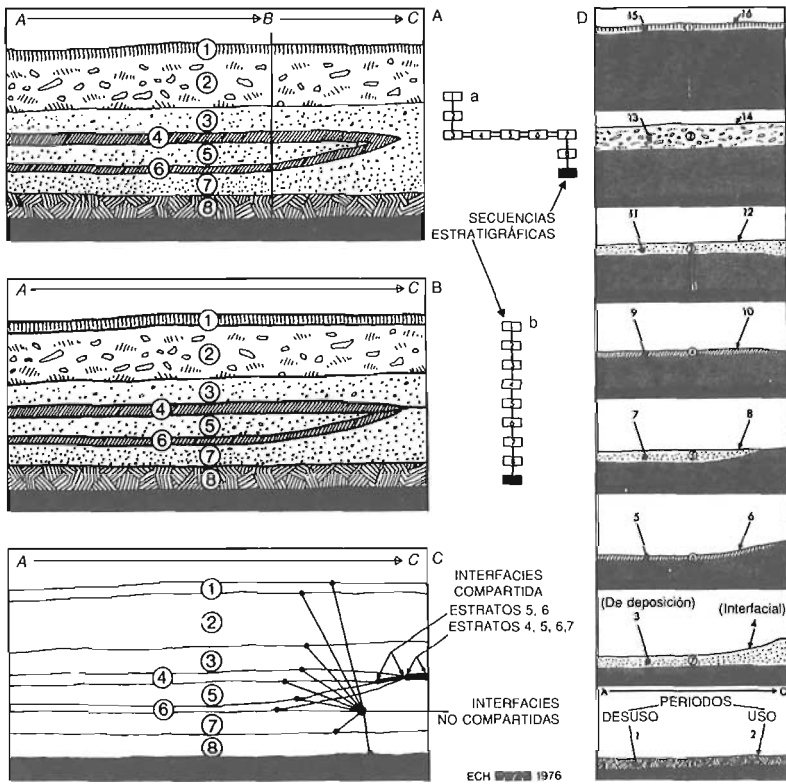 A B C A
1
2
3
4
5
6
7
8
a
SECUENCIAS
ESTRATIGRÁFICAS
A C B
1
2
3
4
5
6
7
8
b
A C C
1
2
3
4
5
6
7
8
INTERFACIES
COMPARTIDA
ESTRATOS 5, 6
ESTRATOS 4, 5, 6,7
INTERFACIES
NO COMPARTIDAS
ECH 1976
D
15 16
13 14
11 12
9 10
7 8
5 6
(De deposición) (Interfacial)
3 4
A C
PERIODOS
DESUSO USO
1 2